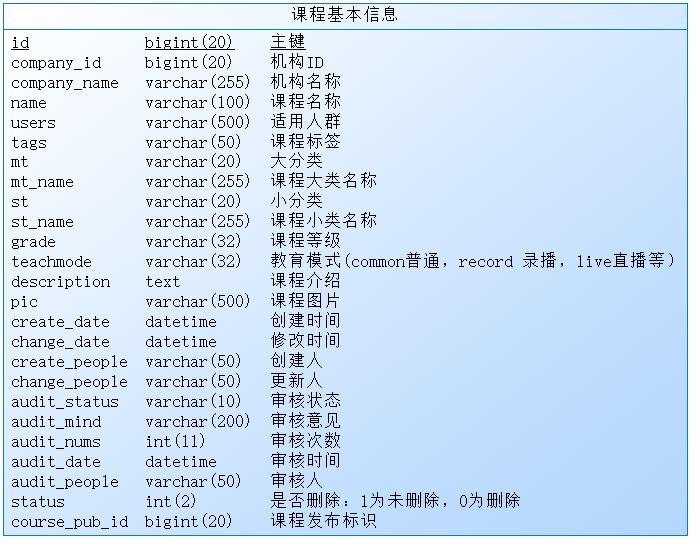 课程基本信息
id bigint(20) 主键
company_id bigint(20) 机构ID
company_name varchar(255) 机构名称
name varchar(100) 课程名称
users varchar(500) 适用人群
tags varchar(50) 课程标签
mt varchar(20) 大分类
mt_name varchar(255) 课程大类名称
st varchar(20) 小分类
st_name varchar(255) 课程小类名称
grade varchar(32) 课程等级
teachmode varchar(32) 教育模式(common普通，record 录播，live直播等）
description text 课程介绍
pic varchar(500) 课程图片
create_date datetime 创建时间
change_date datetime 修改时间
create_people varchar(50) 创建人
change_people varchar(50) 更新人
audit_status varchar(10) 审核状态
audit_mind varchar(200) 审核意见
audit_nums int(11) 审核次数
audit_date datetime 审核时间
audit_people varchar(50) 审核人
status int(2) 是否删除：1为未删除，0为删除
course_pub_id bigint(20) 课程发布标识